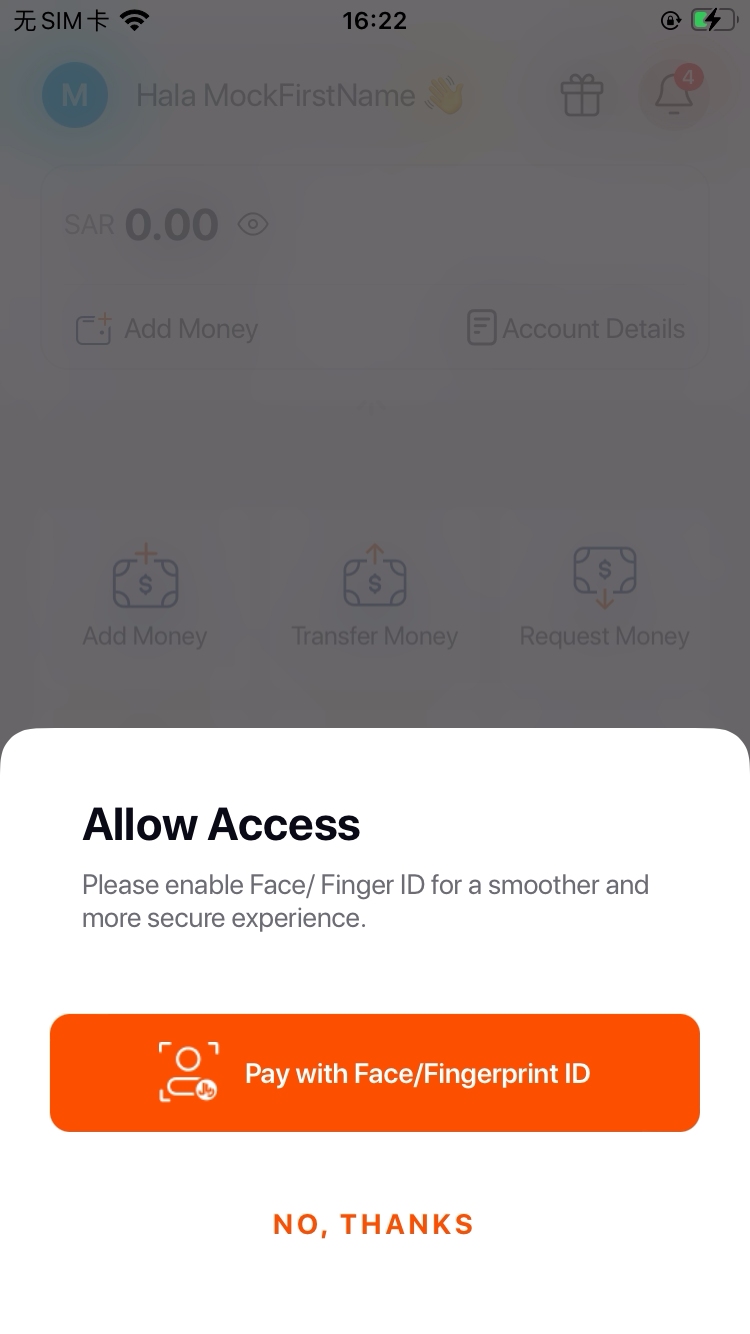 无SIM卡 16:22
M Hala MockFirstName 👋 4
SAR 0.00
Add Money Account Details
Add Money Transfer Money Request Money
Allow Access
Please enable Face/ Finger ID for a smoother and
more secure experience.
Pay with Face/Fingerprint ID
NO, THANKS